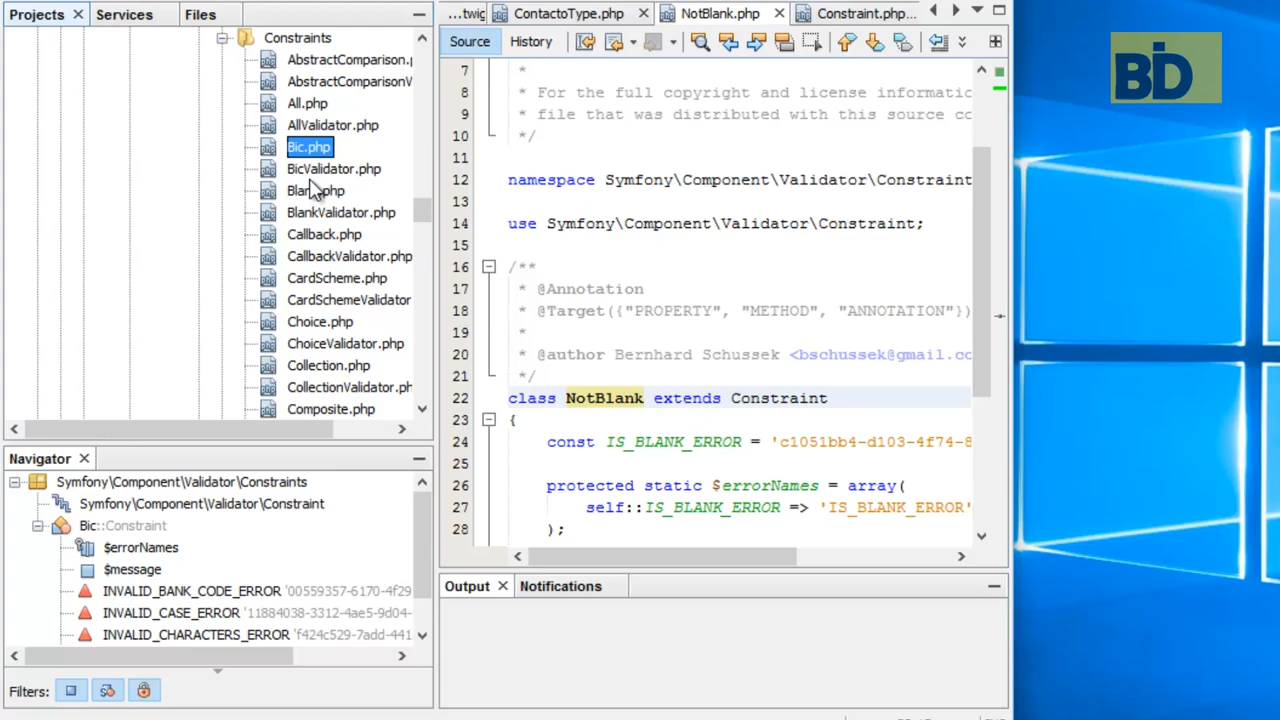 Projects
Services
Files
Constraints
AbstractComparison.
AbstractComparison
All.php
AllValidator.php
Bic.php
BicValidator.php
Blank.php
BlankValidator.php
Callback.php
CallbackValidator.php
CardScheme.php
CardSchemeValidator
Choice.php
ChoiceValidator.php
Collection.php
CollectionValidator.ph
Composite.php
Navigator
Symfony\Component\Validator\Constraints
Symfony\Component\Validator\Constraint
Bic::Constraint
$errorNames
$message
INVALID_BANK_CODE_ERROR '00559357-6170-4f29
INVALID_CASE_ERROR '11884038-3312-4ae5-9d04-
INVALID_CHARACTERS_ERROR 'f424c529-7add-441
Filters:
...twig
ContactoType.php
NotBlank.php
Constraint.php...
Source
History
7 *
8 * For the full copyright and license informatic
9 * file that was distributed with this source co
10 */
11
12 namespace Symfony\Component\Validator\Constraint
13
14 use Symfony\Component\Validator\Constraint;
15
16 /**
17 * @Annotation
18 * @Target({"PROPERTY", "METHOD", "ANNOTATION"})
19 *
20 * @author Bernhard Schussek <bschussek@gmail.co
21 */
22 class NotBlank extends Constraint
23 {
24 const IS_BLANK_ERROR = 'c1051bb4-d103-4f74-8
25
26 protected static $errorNames = array(
27 self::IS_BLANK_ERROR => 'IS_BLANK_ERROR'
28 );
Output
Notifications
BID